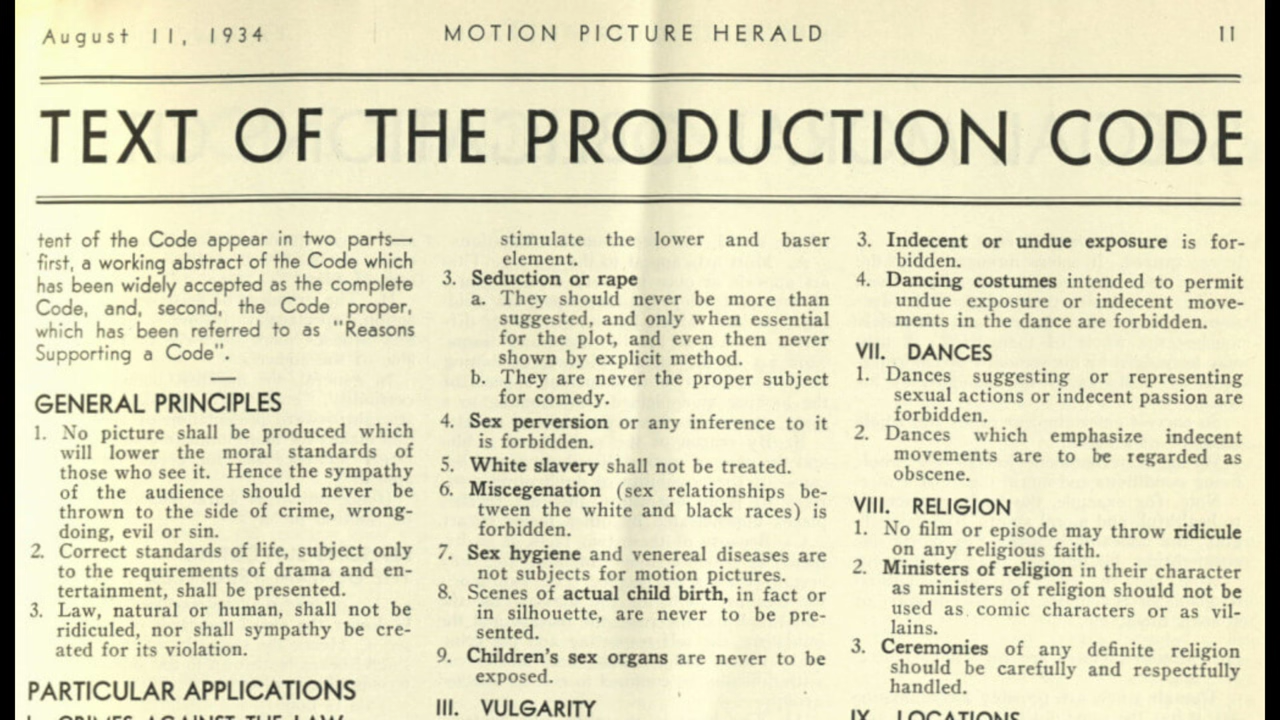 August 11, 1934
MOTION PICTURE HERALD
11
TEXT OF THE PRODUCTION CODE
tent of the Code appear in two parts—
first, a working abstract of the Code which
has been widely accepted as the complete
Code, and, second, the Code proper,
which has been referred to as "Reasons
Supporting a Code".
GENERAL PRINCIPLES
1. No picture shall be produced which
will lower the moral standards of
those who see it. Hence the sympathy
of the audience should never be
thrown to the side of crime, wrong-
doing, evil or sin.
2. Correct standards of life, subject only
to the requirements of drama and en-
tertainment, shall be presented.
3. Law, natural or human, shall not be
ridiculed, nor shall sympathy be cre-
ated for its violation.
PARTICULAR APPLICATIONS
I. CRIMES AGAINST THE LAW
stimulate the lower and baser
element.
3. Seduction or rape
a. They should never be more than
suggested, and only when essential
for the plot, and even then never
shown by explicit method.
b. They are never the proper subject
for comedy.
4. Sex perversion or any inference to it
is forbidden.
5. White slavery shall not be treated.
6. Miscegenation (sex relationships be-
tween the white and black races) is
forbidden.
7. Sex hygiene and venereal diseases are
not subjects for motion pictures.
8. Scenes of actual child birth, in fact or
in silhouette, are never to be pre-
sented.
9. Children's sex organs are never to be
exposed.
III. VULGARITY
3. Indecent or undue exposure is for-
bidden.
4. Dancing costumes intended to permit
undue exposure or indecent move-
ments in the dance are forbidden.
VII. DANCES
1. Dances suggesting or representing
sexual actions or indecent passion are
forbidden.
2. Dances which emphasize indecent
movements are to be regarded as
obscene.
VIII. RELIGION
1. No film or episode may throw ridicule
on any religious faith.
2. Ministers of religion in their character
as ministers of religion should not be
used as comic characters or as vil-
lains.
3. Ceremonies of any definite religion
should be carefully and respectfully
handled.
IX. LOCATIONS